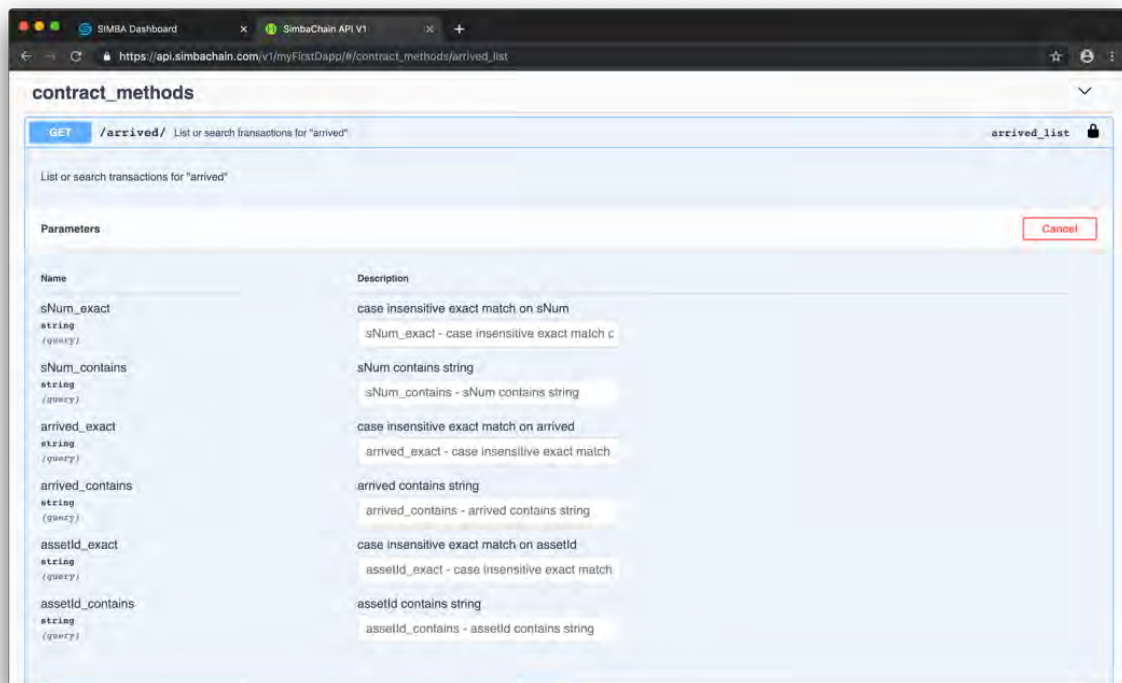 SIMBA Dashboard
SimbaChain API V1
https://api.simbachain.com/v1/myFirstDapp/#/contract_methods/arrived_list
contract_methods
GET /arrived/ List or search transactions for "arrived" arrived_list
List or search transactions for "arrived"
Parameters Cancel
Name Description
sNum_exact case insensitive exact match on sNum
string
(query)
sNum_exact - case insensitive exact match c
sNum_contains sNum contains string
string
(query)
sNum_contains - sNum contains string
arrived_exact case insensitive exact match on arrived
string
(query)
arrived_exact - case insensitive exact match
arrived_contains arrived contains string
string
(query)
arrived_contains - arrived contains string
assetId_exact case insensitive exact match on assetId
string
(query)
assetId_exact - case insensitive exact match
assetId_contains assetId contains string
string
(query)
assetId_contains - assetId contains string